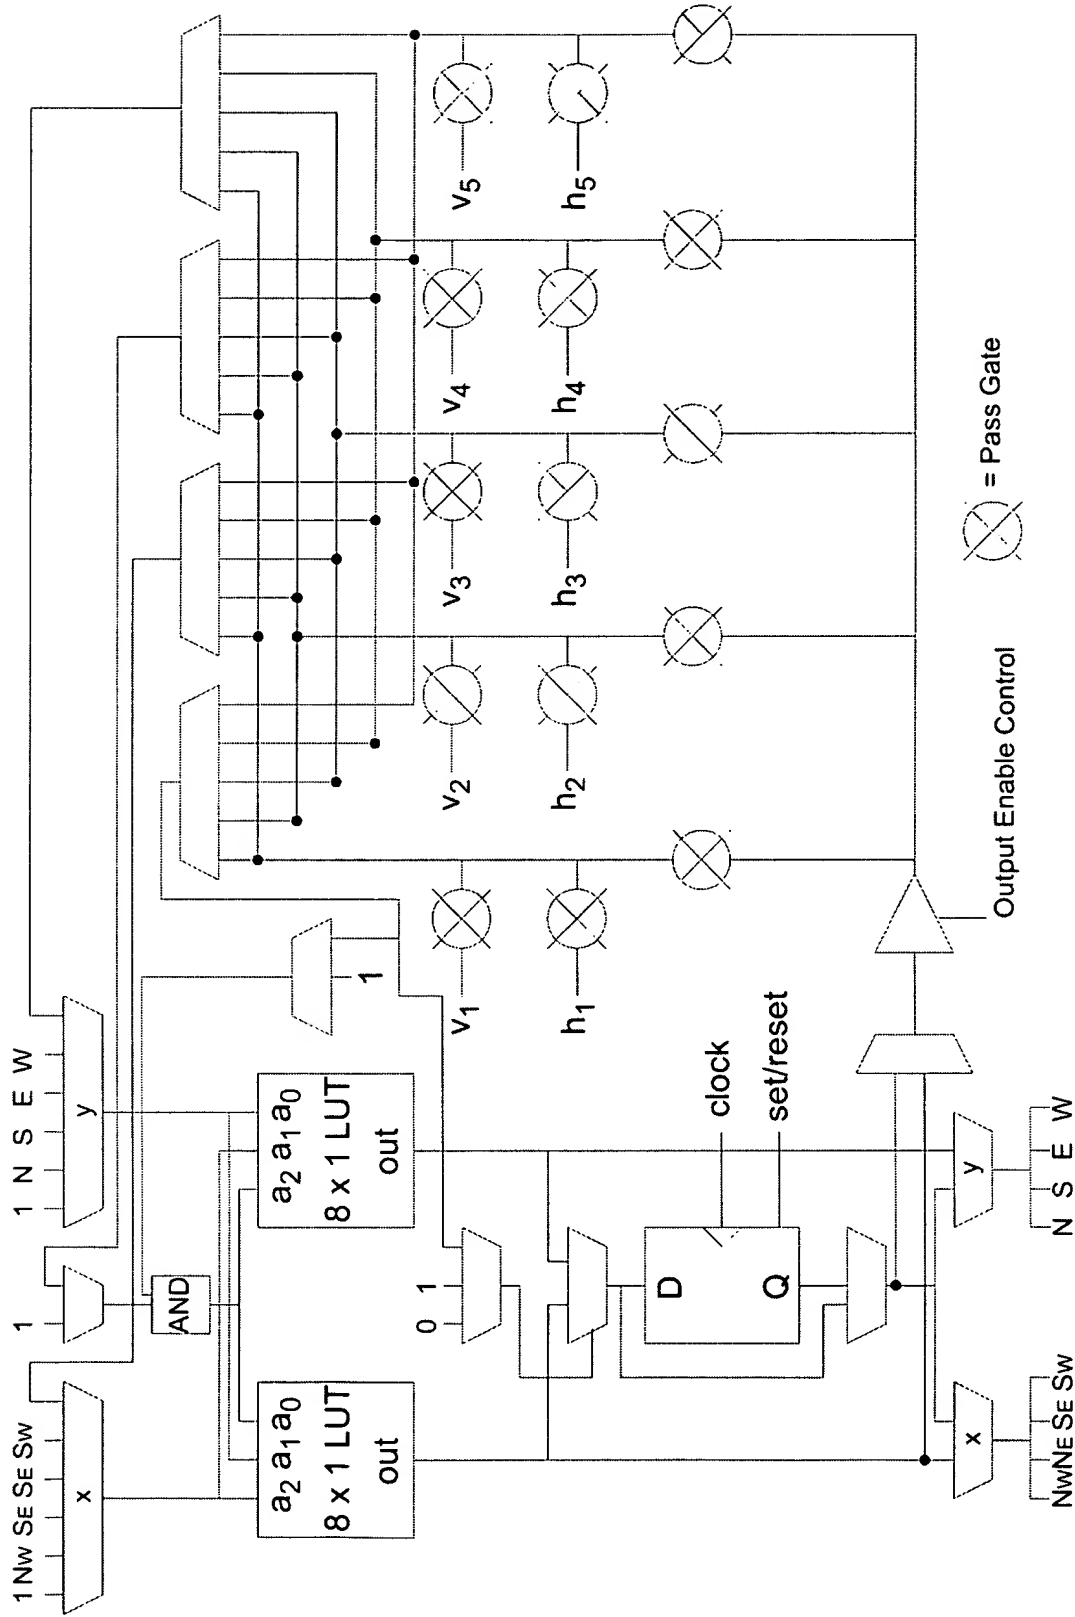 1 Nw SE SE Sw
1
1 N S E W
x
y
AND
1
a2 a1 a0
8 x 1 LUT
out
a2 a1 a0
8 x 1 LUT
out
0 1
D
Q
clock
set/reset
x
y
NwNE SE Sw
N S E W
v1
h1
v2
h2
v3
h3
v4
h4
v5
h5
Output Enable Control
= Pass Gate